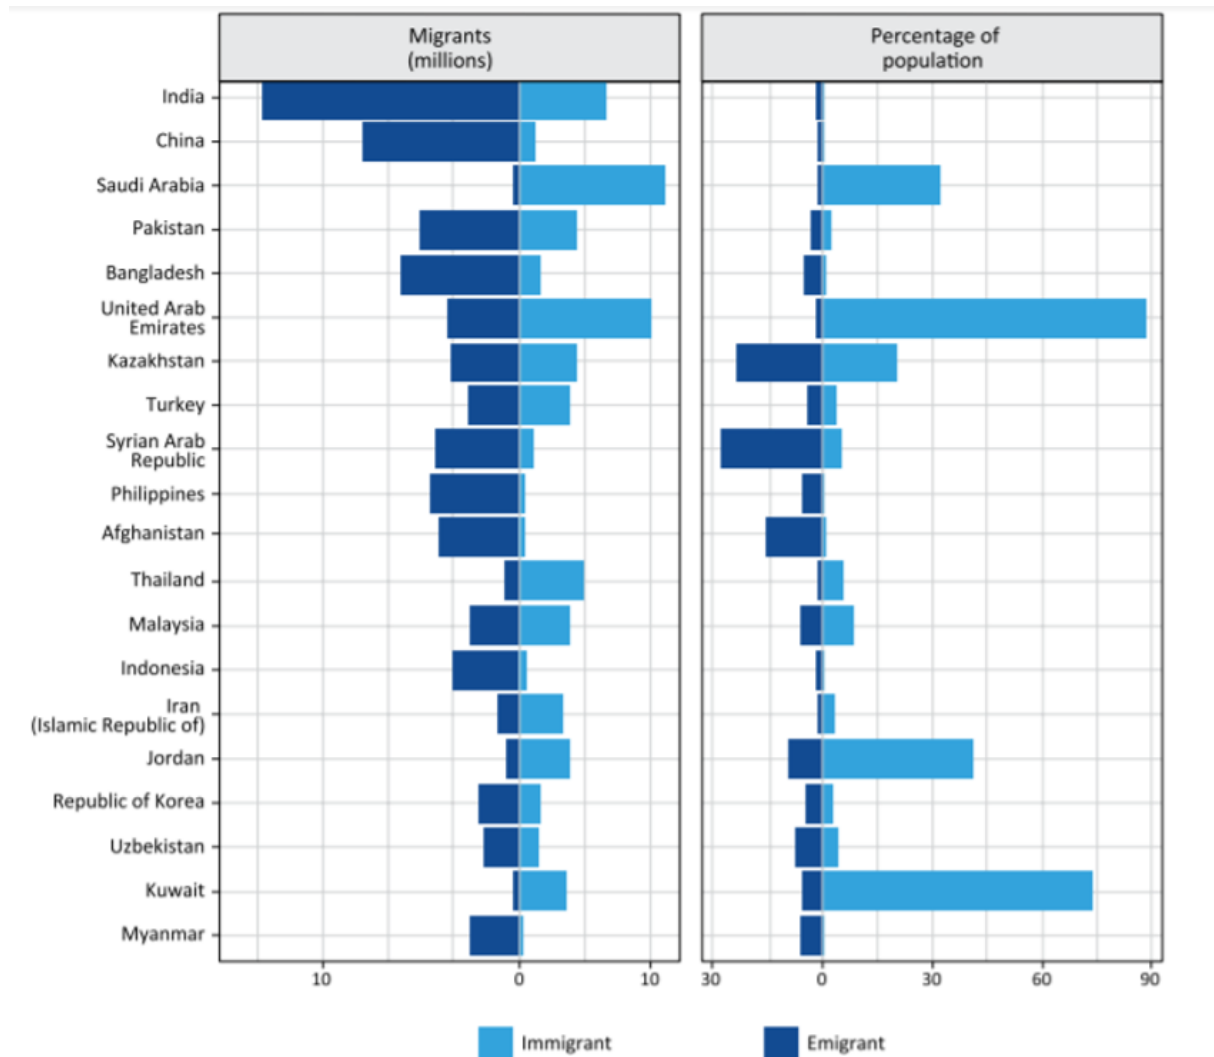 Migrants
(millions)
Percentage of
population
India
China
Saudi Arabia
Pakistan
Bangladesh
United Arab
Emirates
Kazakhstan
Turkey
Syrian Arab
Republic
Philippines
Afghanistan
Thailand
Malaysia
Indonesia
Iran
(Islamic Republic of)
Jordan
Republic of Korea
Uzbekistan
Kuwait
Myanmar
10 0 10 30 0 30 60 90
Immigrant Emigrant